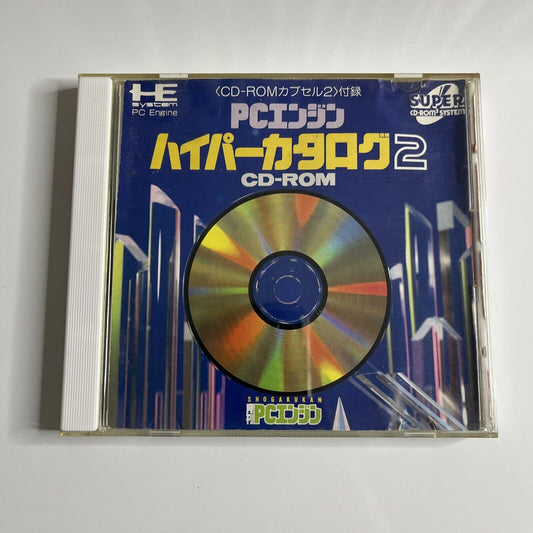 〈CD-ROMカプセル2〉付録
HE
system
PC Engine
SUPER
CD-ROM² SYSTEM
PCエンジン
ハイパーカタログ2
CD-ROM
SHOGAKUKAN
PCエンジン